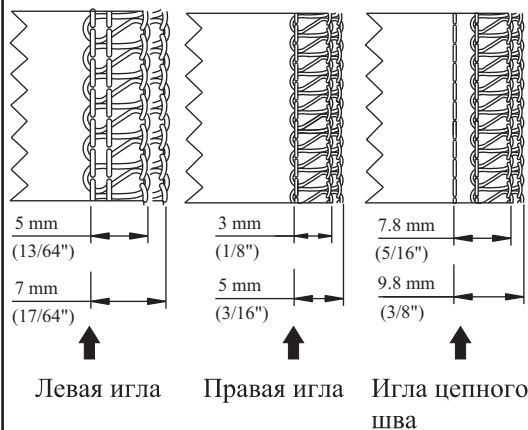 5 mm
(13/64")
7 mm
(17/64")
Левая игла
3 mm
(1/8")
5 mm
(3/16")
Правая игла
7.8 mm
(5/16")
9.8 mm
(3/8")
Игла цепного
шва